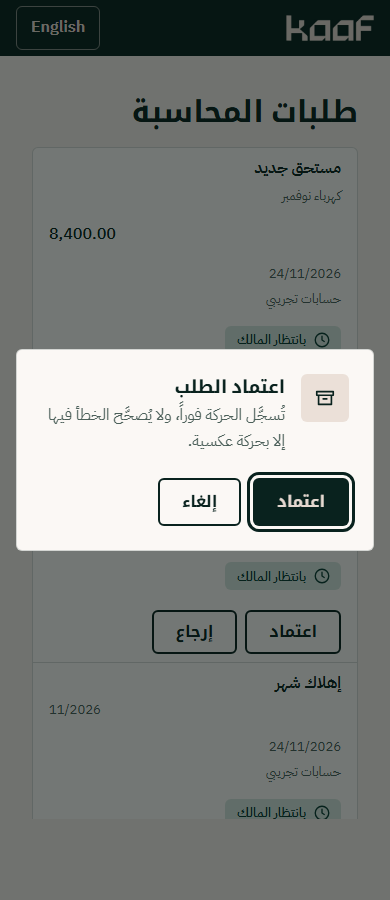 kaaf
English
طلبات المحاسبة
مستحق جديد
كهرباء نوفمبر
8,400.00
24/11/2026
حسابات تجريبي
بانتظار المالك
اعتماد الطلب
تُسجَّل الحركة فوراً، ولا يُصحَّح الخطأ فيها
إلا بحركة عكسية.
اعتماد
إلغاء
بانتظار المالك
اعتماد
إرجاع
إهلاك شهر
11/2026
24/11/2026
حسابات تجريبي
بانتظار المالك